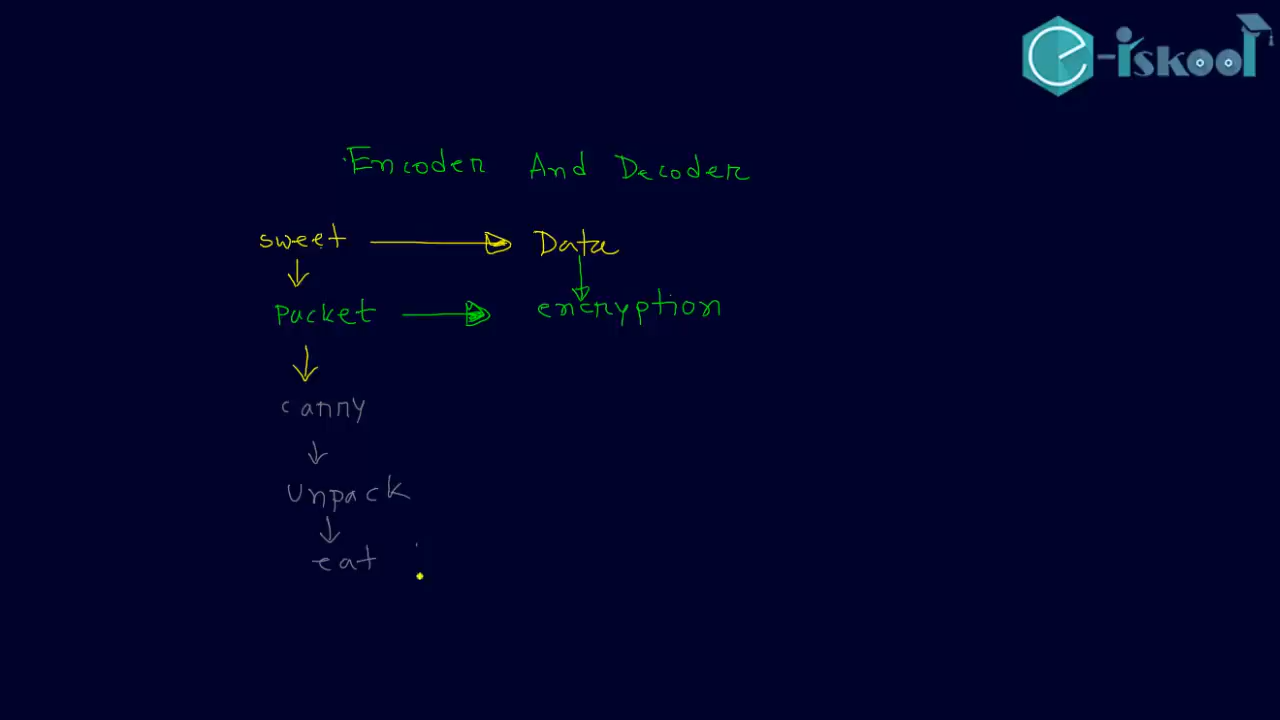 e-iskool
Encoder And Decoder
sweet → Data
↓ ↓
Packet → encryption
↓
carry
↓
Unpack
↓
eat